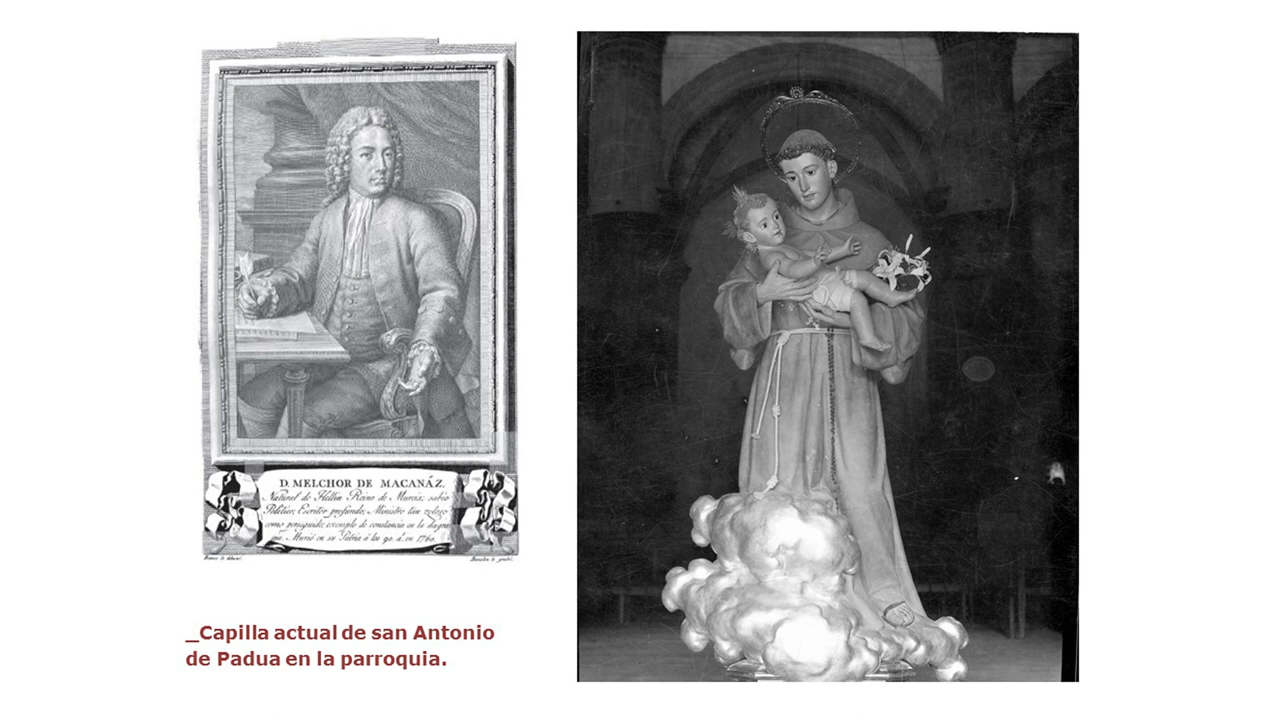 D. MELCHOR DE MACANÁZ.
Natural de Hellin Reino de Murcia; sabio
Politico; Escritor profundo; Ministro tan zeloso
como perseguido; exemplo de constancia en la desgra-
cia. Murió en su Pátria á los 90. a.s en 1760.
_Capilla actual de san Antonio
de Padua en la parroquia.